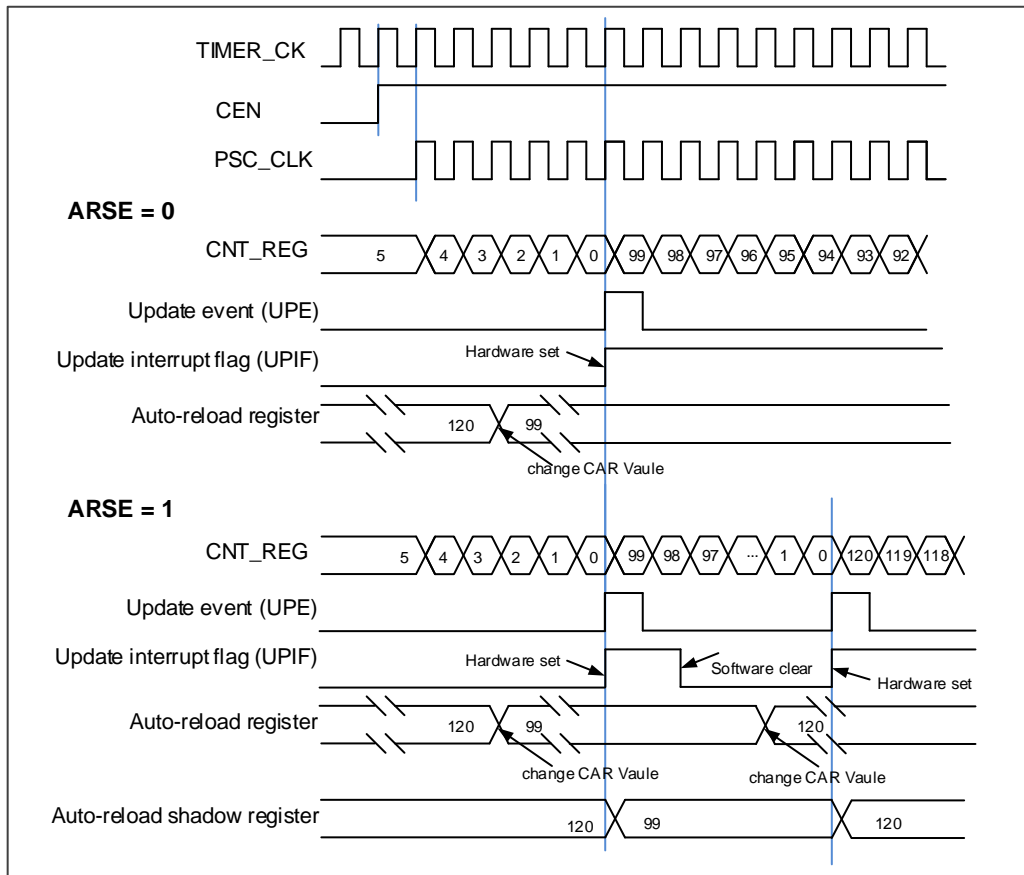 TIMER_CK
CEN
PSC_CLK
ARSE = 0
CNT_REG 5 4 3 2 1 0 99 98 97 96 95 94 93 92
Update event (UPE)
Update interrupt flag (UPIF) Hardware set
Auto-reload register 120 99
change CAR Vaule
ARSE = 1
CNT_REG 5 4 3 2 1 0 99 98 97 ... 1 0 120 119 118
Update event (UPE)
Update interrupt flag (UPIF) Hardware set Software clear Hardware set
Auto-reload register 120 99 120
change CAR Vaule change CAR Vaule
Auto-reload shadow register 120 99 120